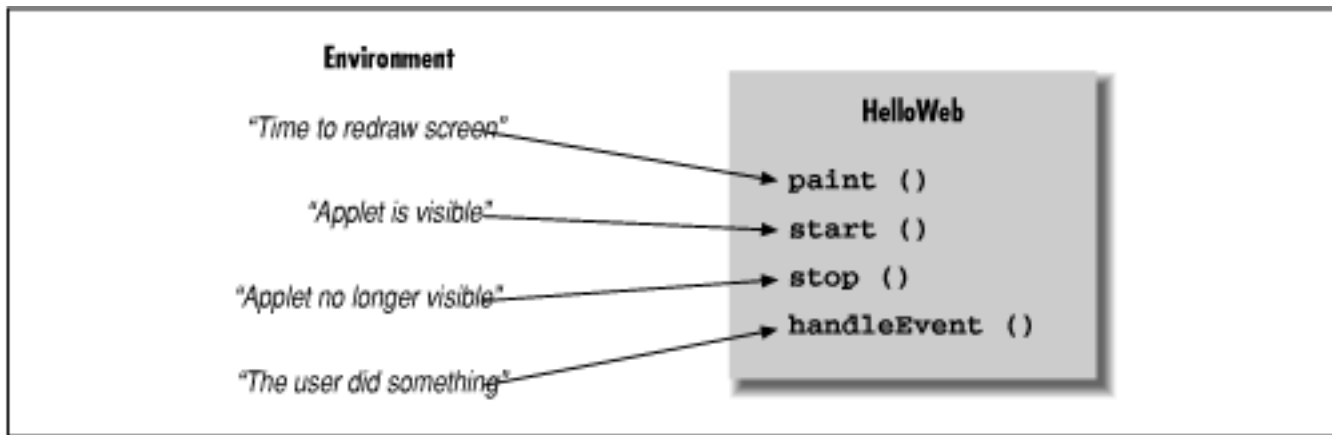 Environment
“Time to redraw screen”
“Applet is visible”
“Applet no longer visible”
“The user did something”
HelloWeb
paint ()
start ()
stop ()
handleEvent ()